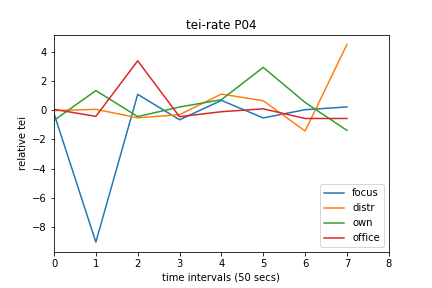 tei-rate P04
relative tei
4
2
0
−2
−4
−6
−8
0 1 2 3 4 5 6 7 8
time intervals (50 secs)
focus
distr
own
office